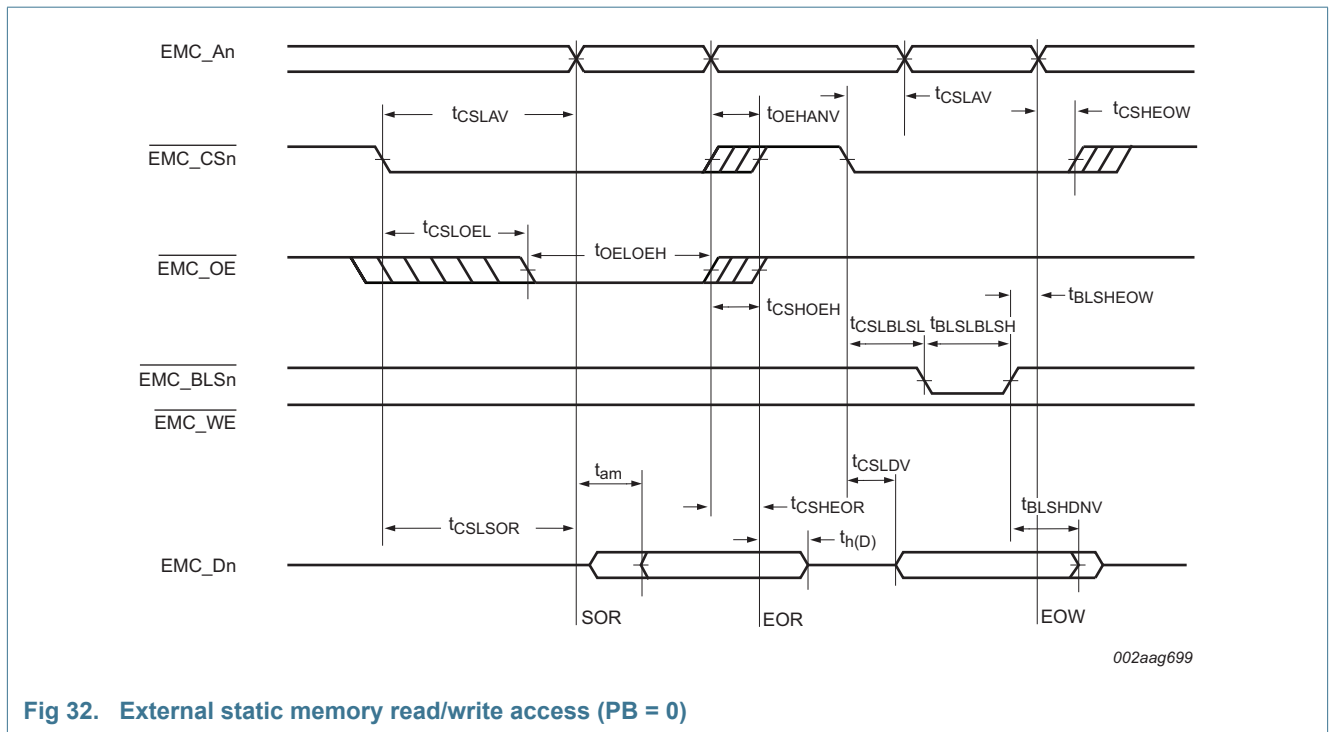 EMC_An
tCSLAV
tOEHANV
tCSLAV
tCSHEOW
EMC_CSn
tCSLOEL
tOELOEH
EMC_OE
tCSHOEH
tBLSHEOW
tCSLBLSL
tBLSLBLSH
EMC_BLSn
EMC_WE
tam
tCSLDV
tCSHEOR
tBLSHDNV
tCSLSOR
th(D)
EMC_Dn
SOR
EOR
EOW
002aag699
Fig 32. External static memory read/write access (PB = 0)